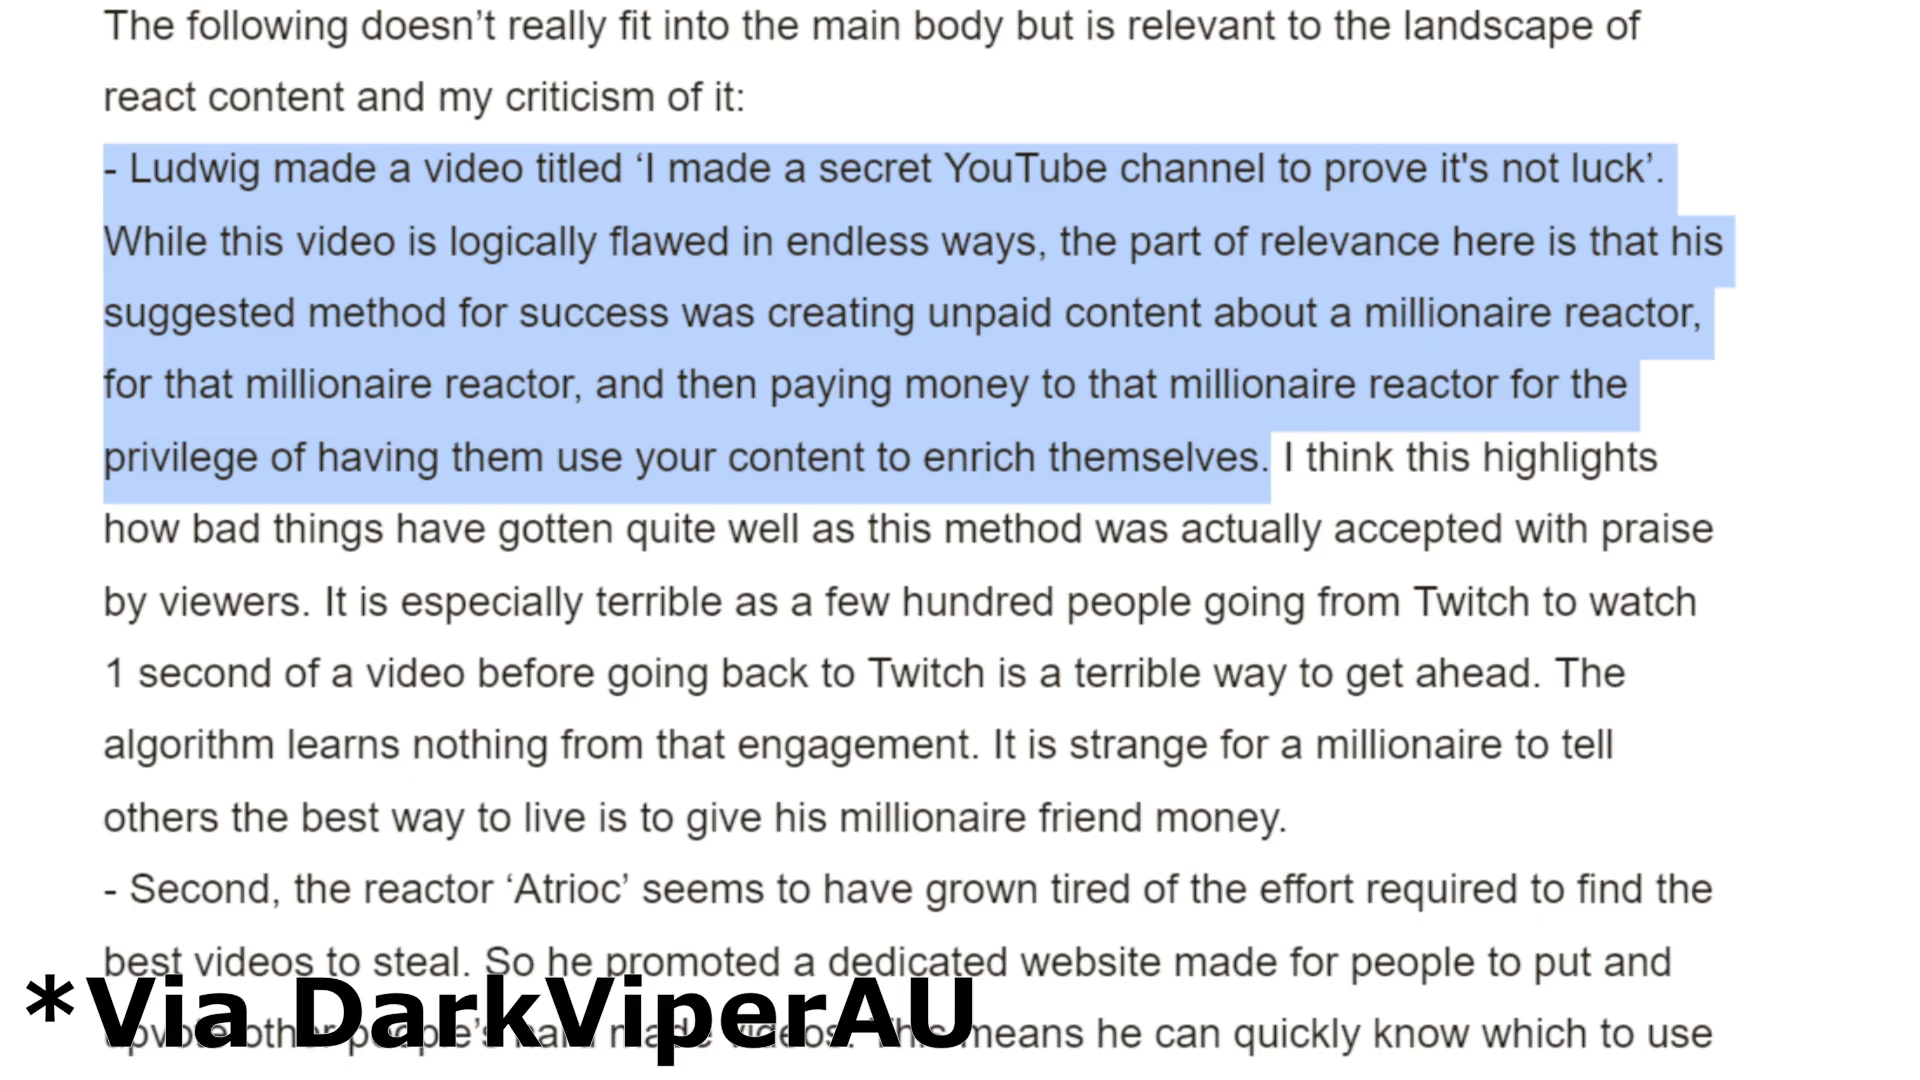 The following doesn’t really fit into the main body but is relevant to the landscape of
react content and my criticism of it:
- Ludwig made a video titled ‘I made a secret YouTube channel to prove it's not luck’.
While this video is logically flawed in endless ways, the part of relevance here is that his
suggested method for success was creating unpaid content about a millionaire reactor,
for that millionaire reactor, and then paying money to that millionaire reactor for the
privilege of having them use your content to enrich themselves. I think this highlights
how bad things have gotten quite well as this method was actually accepted with praise
by viewers. It is especially terrible as a few hundred people going from Twitch to watch
1 second of a video before going back to Twitch is a terrible way to get ahead. The
algorithm learns nothing from that engagement. It is strange for a millionaire to tell
others the best way to live is to give his millionaire friend money.
- Second, the reactor ‘Atrioc’ seems to have grown tired of the effort required to find the
best videos to steal. So he promoted a dedicated website made for people to put and
upvote other people’s hard made videos. This means he can quickly know which to use
*Via DarkViperAU